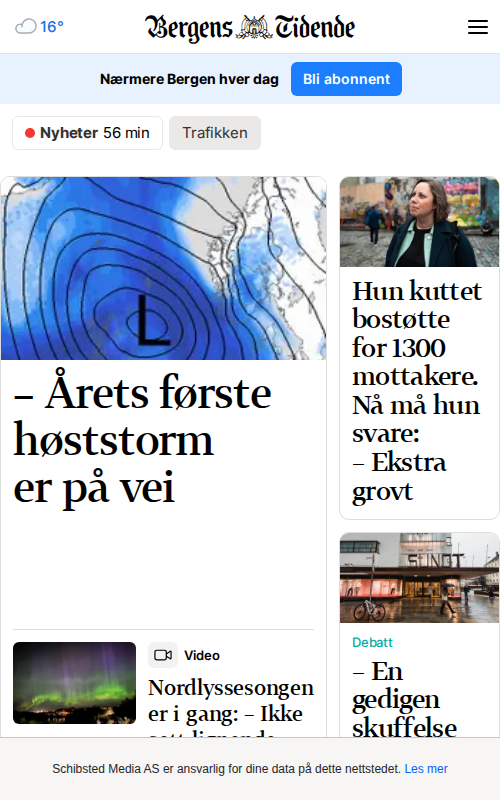 16°
Bergens Tidende
Nærmere Bergen hver dag
Bli abonnent
Nyheter 56 min
Trafikken
L
– Årets første
høststorm
er på vei
Video
Nordlyssesongen
er i gang: – Ikke
Hun kuttet
bostøtte
for 1300
mottakere.
Nå må hun
svare:
– Ekstra
grovt
Debatt
– En
gedigen
skuffelse
Schibsted Media AS er ansvarlig for dine data på dette nettstedet. Les mer